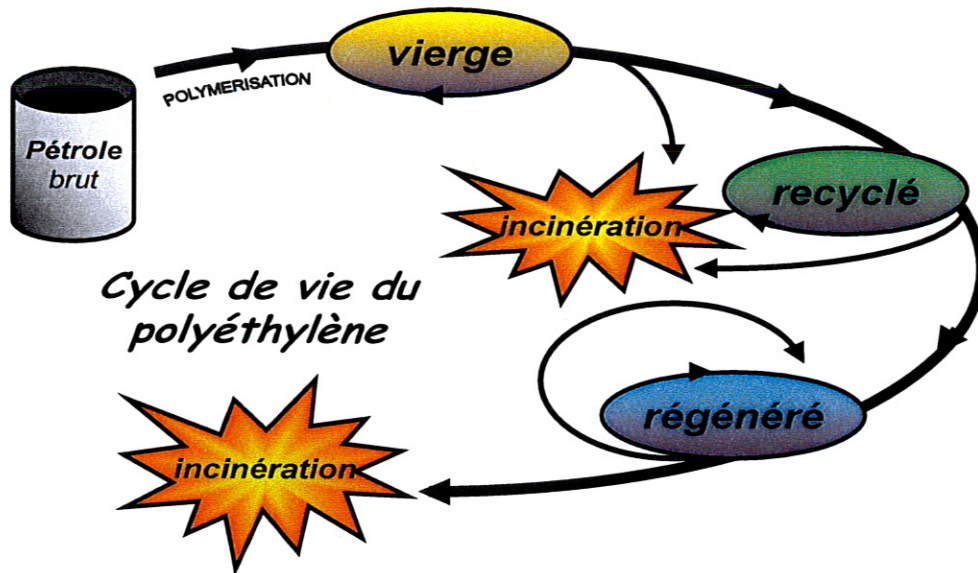 vierge
POLYMERISATION
Pétrole
brut
recyclé
incinération
Cycle de vie du
polyéthylène
régénéré
incinération